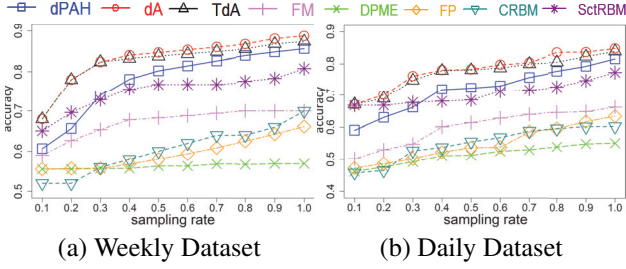 dPAH dA TdA FM DPME FP CRBM SctRBM
accuracy
0.9
0.8
0.7
0.6
0.5
0.1 0.2 0.3 0.4 0.5 0.6 0.7 0.8 0.9 1.0
sampling rate
(a) Weekly Dataset
accuracy
0.9
0.8
0.7
0.6
0.5
0.4
0.1 0.2 0.3 0.4 0.5 0.6 0.7 0.8 0.9 1.0
sampling rate
(b) Daily Dataset